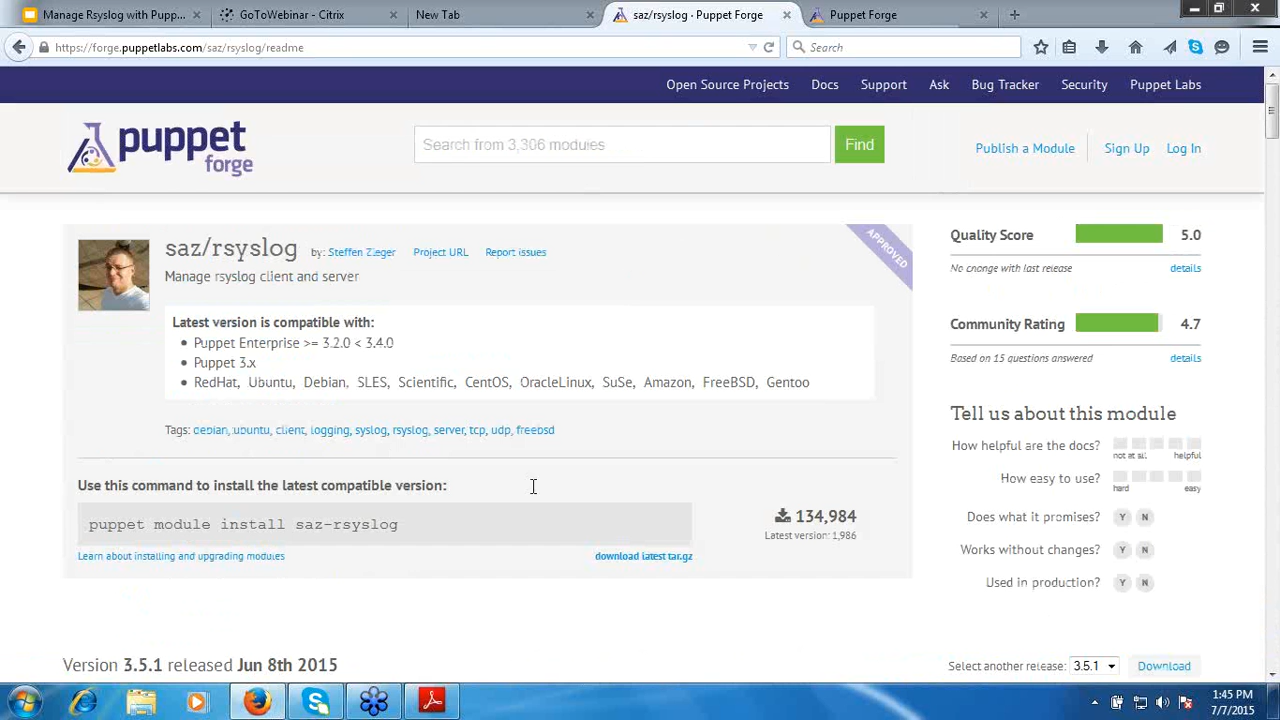 Manage Rsyslog with Pupp...
GoToWebinar - Citrix
New Tab
saz/rsyslog - Puppet Forge
Puppet Forge
https://forge.puppetlabs.com/saz/rsyslog/readme
Search
Open Source Projects Docs Support Ask Bug Tracker Security Puppet Labs
puppet
forge
Search from 3,306 modules
Find
Publish a Module
Sign Up
Log In
saz/rsyslog by: Steffen Zieger Project URL Report issues
Manage rsyslog client and server
APPROVED
Latest version is compatible with:
Puppet Enterprise >= 3.2.0 < 3.4.0
Puppet 3.x
RedHat, Ubuntu, Debian, SLES, Scientific, CentOS, OracleLinux, SuSe, Amazon, FreeBSD, Gentoo
Tags: debian, ubuntu, client, logging, syslog, rsyslog, server, tcp, udp, freebsd
Use this command to install the latest compatible version:
puppet module install saz-rsyslog
Learn about installing and upgrading modules
download latest tar.gz
134,984
Latest version: 1,986
Quality Score 5.0
No change with last release details
Community Rating 4.7
Based on 15 questions answered details
Tell us about this module
How helpful are the docs?
not at all helpful
How easy to use?
hard easy
Does what it promises? Y N
Works without changes? Y N
Used in production? Y N
Version 3.5.1 released Jun 8th 2015
Select another release: 3.5.1 Download
1:45 PM
7/7/2015